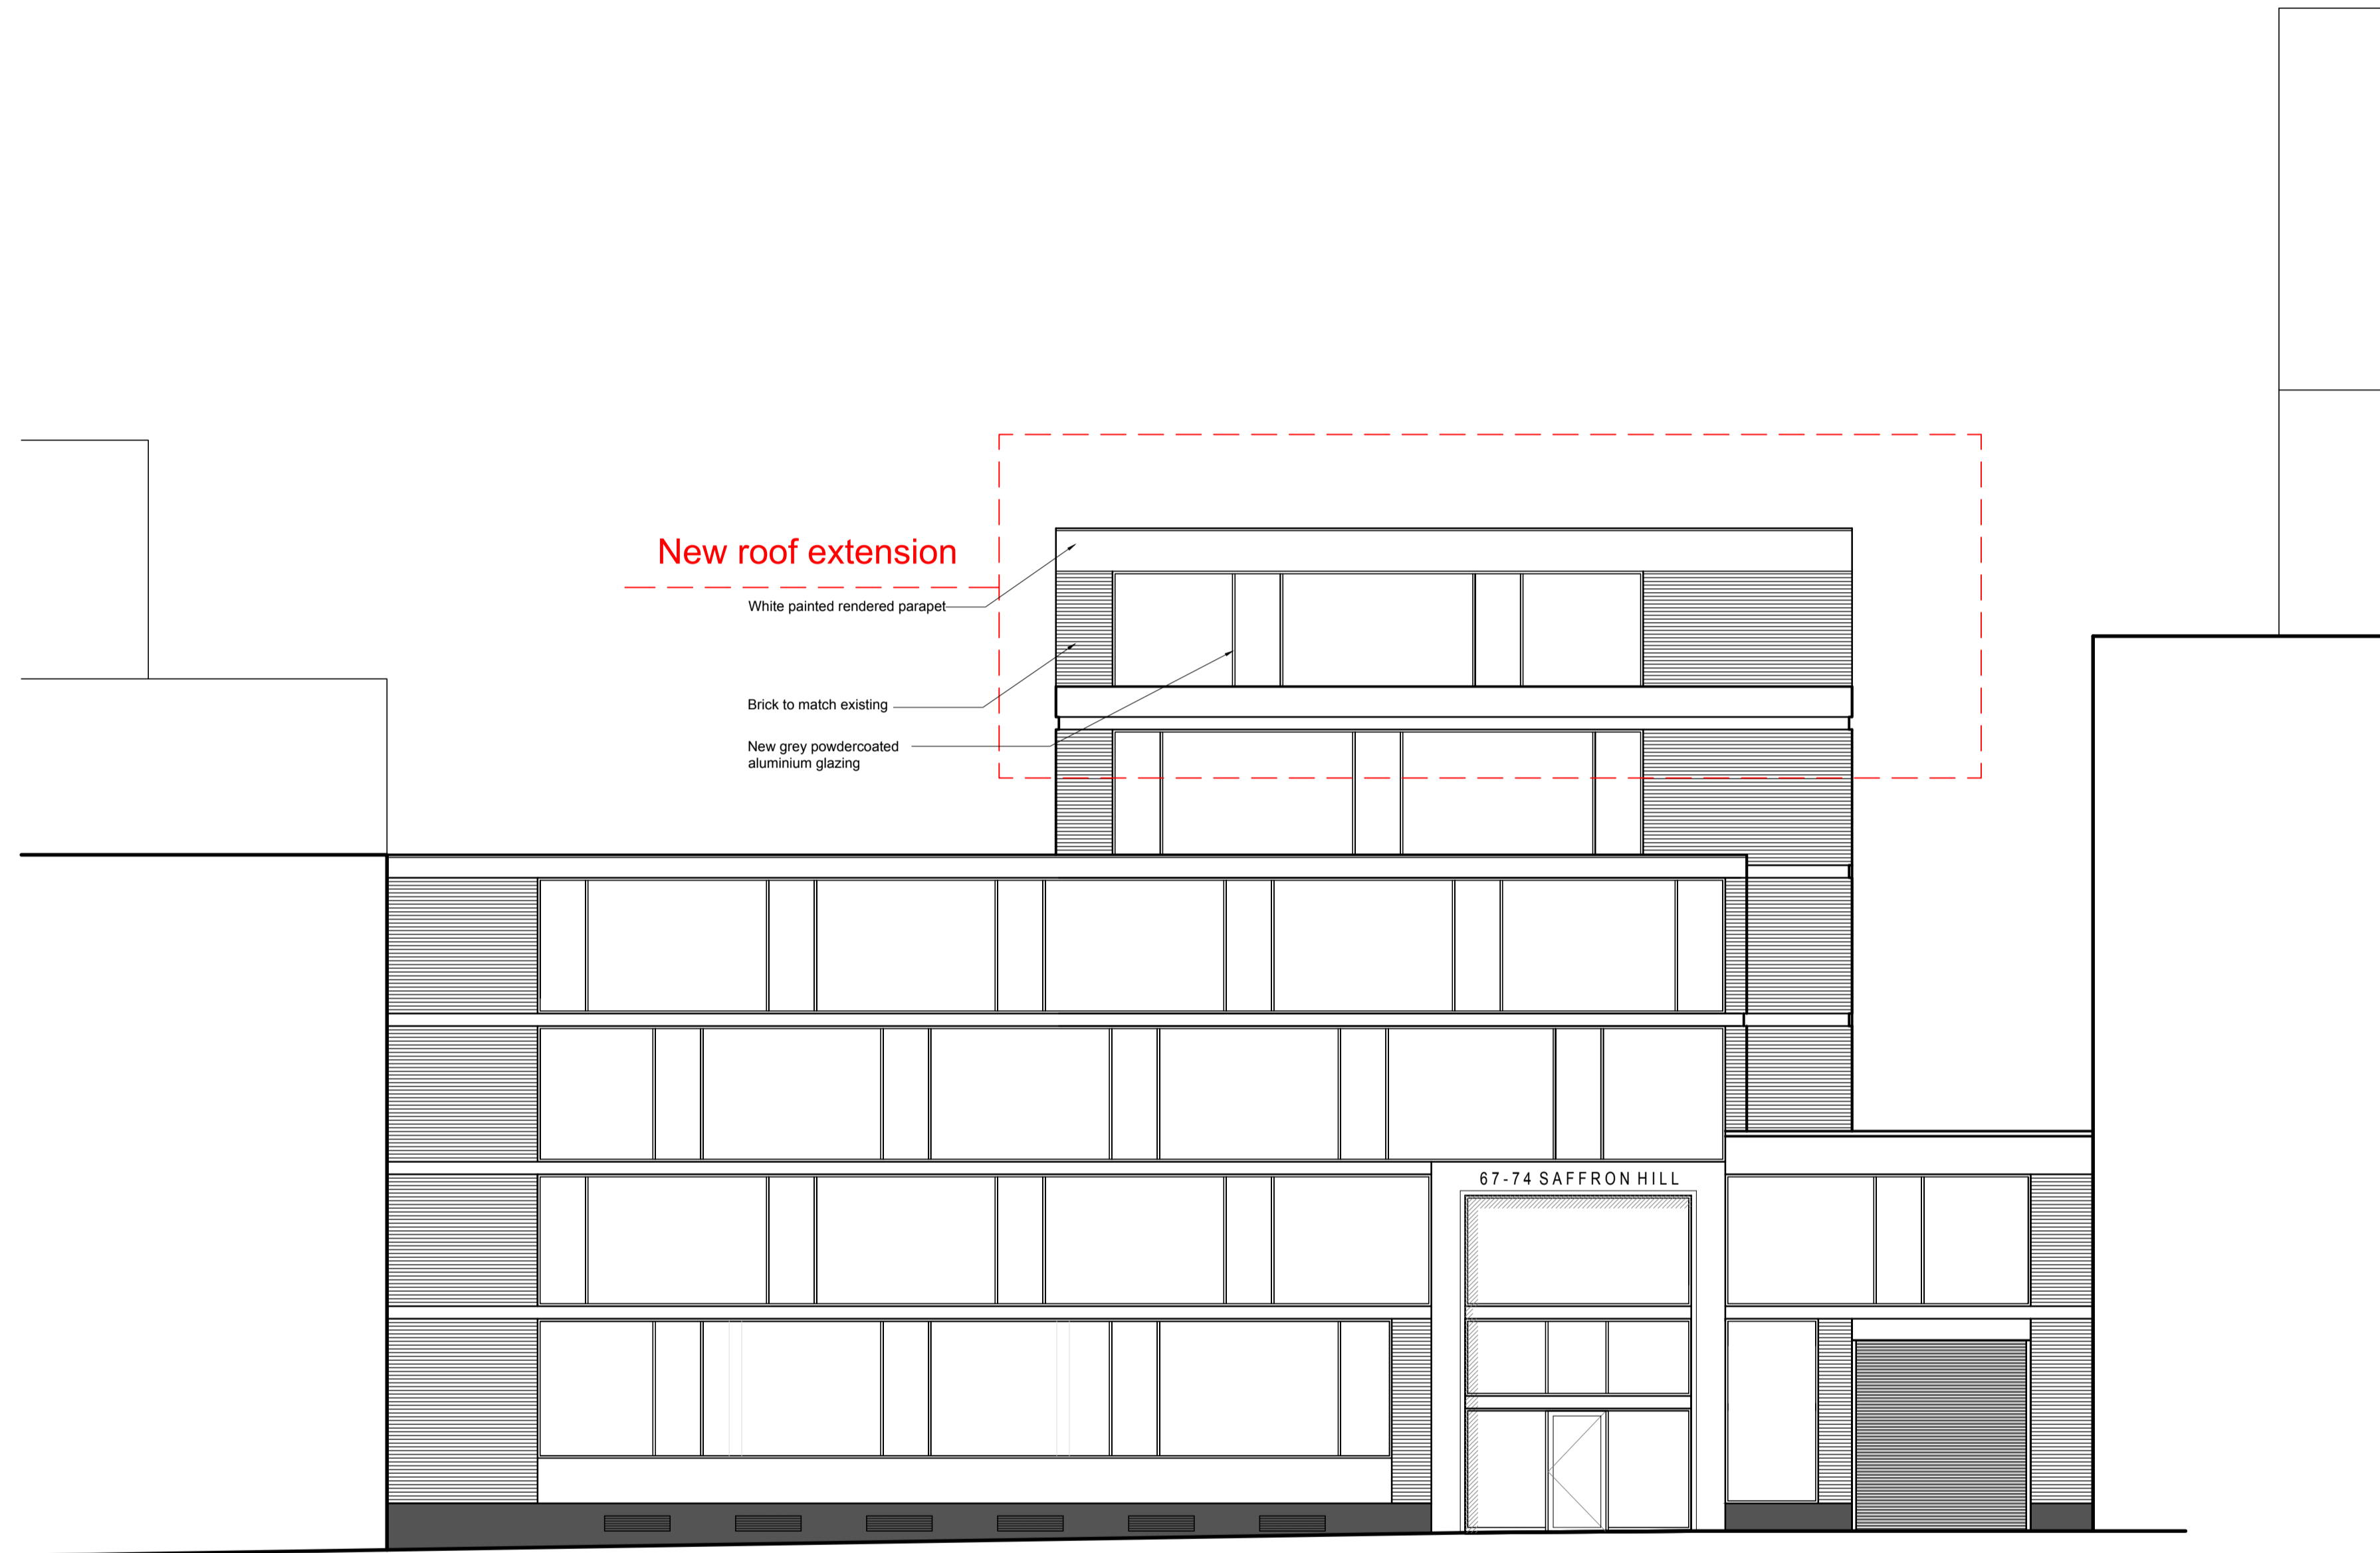 New roof extension
White painted rendered parapet
Brick to match existing
New grey powdercoated
aluminium glazing
67-74 SAFFRON HILL